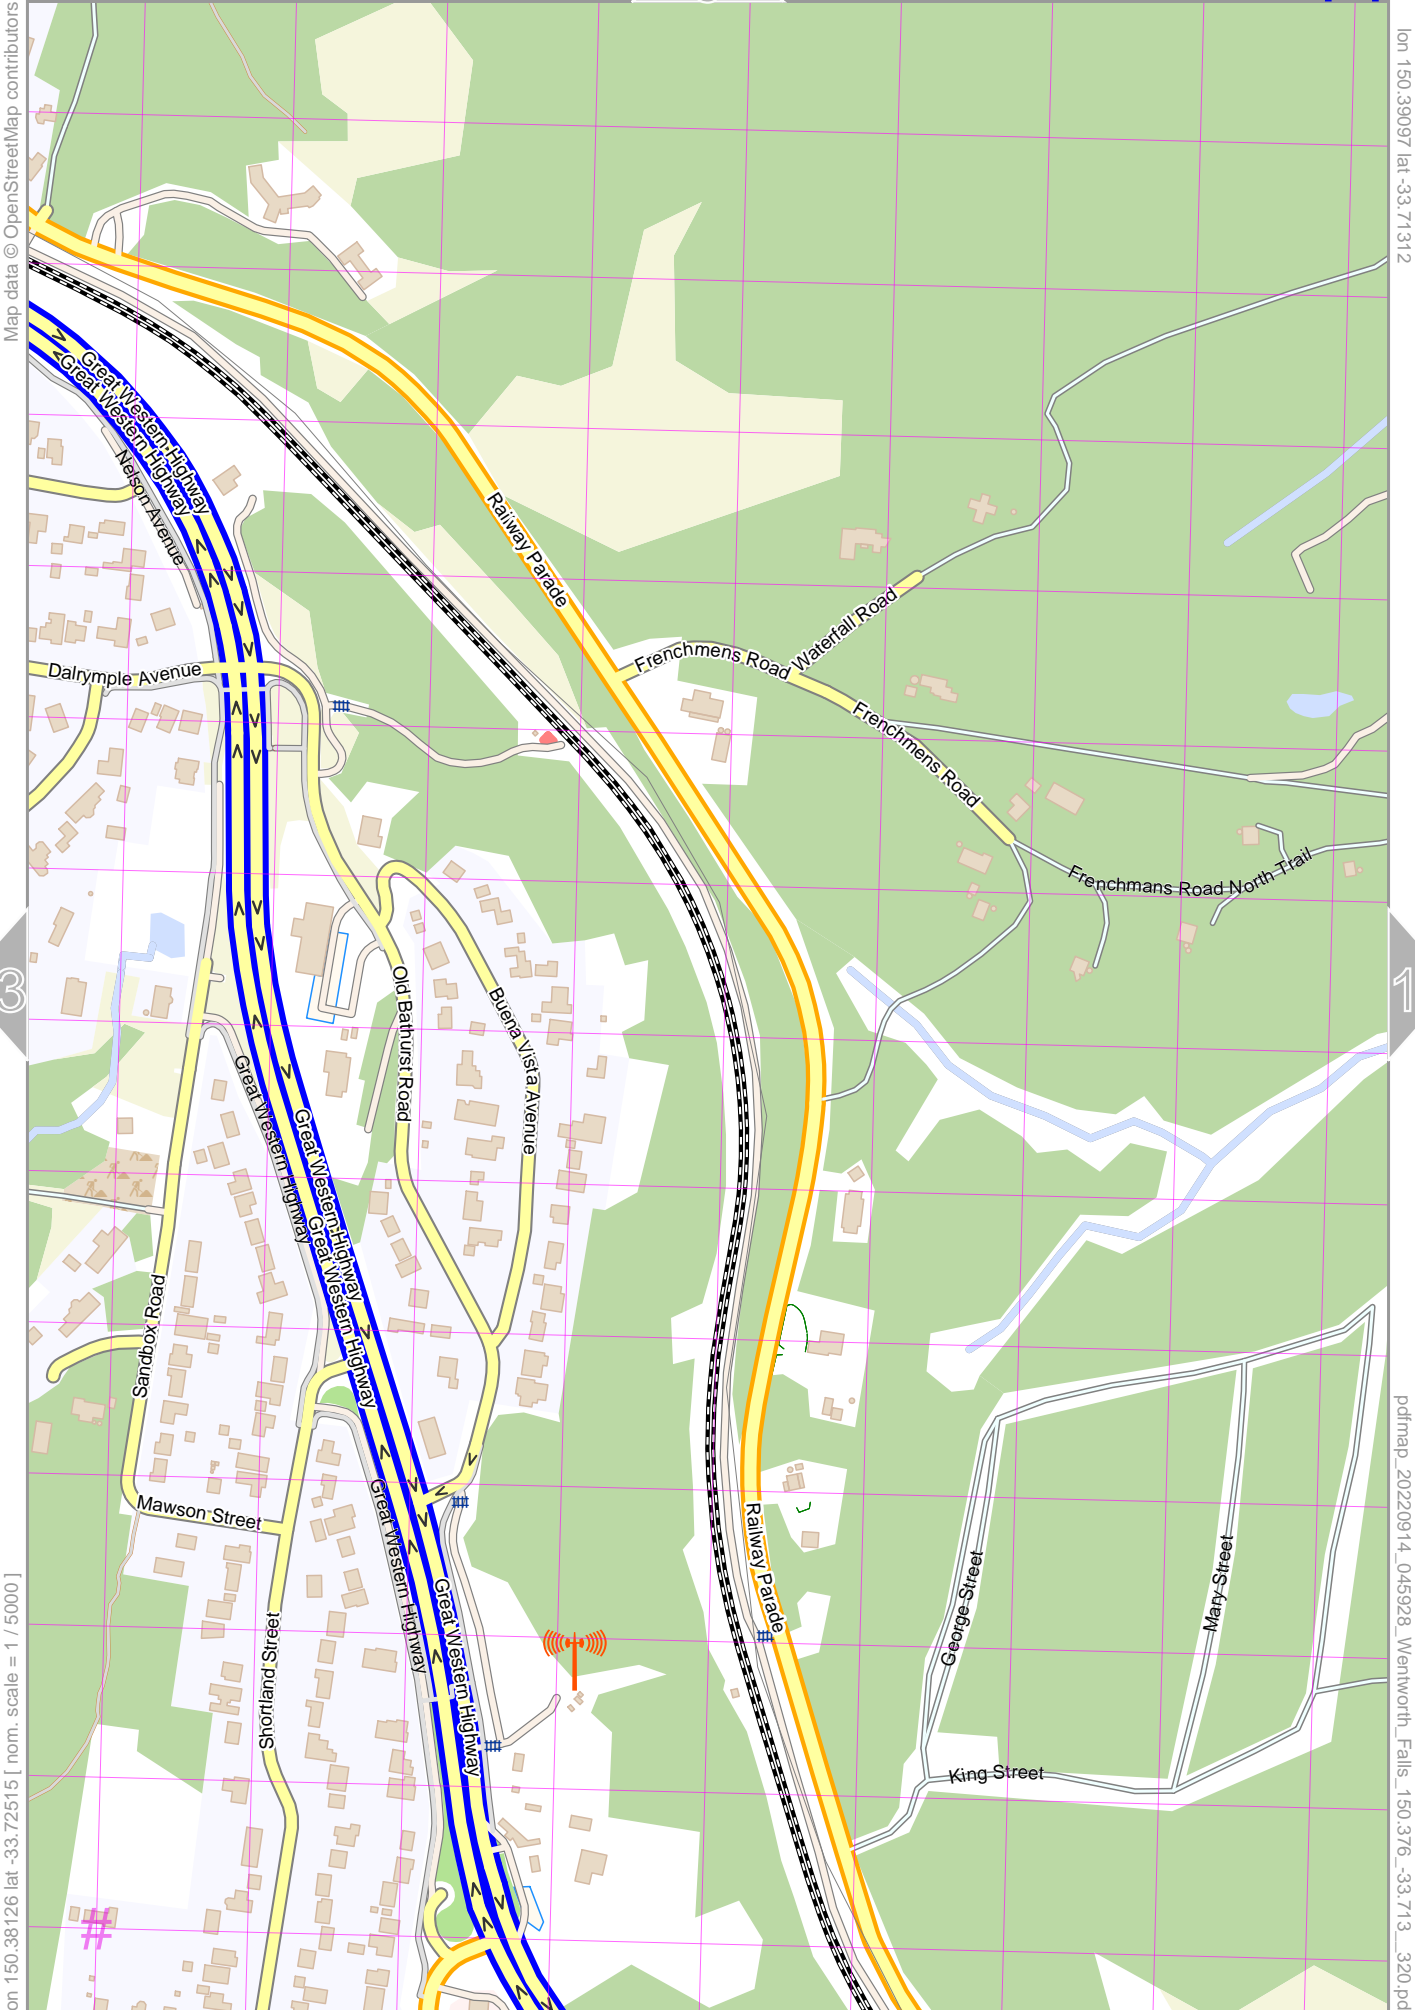 Map data © OpenStreetMap contributors
lon 150.39097 lat -33.71312
Great Western Highway
Great Western Highway
Nelson Avenue
Railway Parade
Waterfall Road
Frenchmens Road
Dalrymple Avenue
Frenchmens Road
Frenchmans Road North Trail
3
1
Old Bathurst Road
Buena Vista Avenue
Great Western Highway
Great Western Highway
Great Western Highway
Sandbox Road
Mawson Street
Great Western Highway
Railway Parade
George Street
Mary Street
Great Western Highway
Shortland Street
King Street
#
on 150.38126 lat -33.72515 [ nom. scale = 1 / 5000 ]
pdfmap_20220914_045928_Wentworth_Falls_150.376_-33.713__320.pd